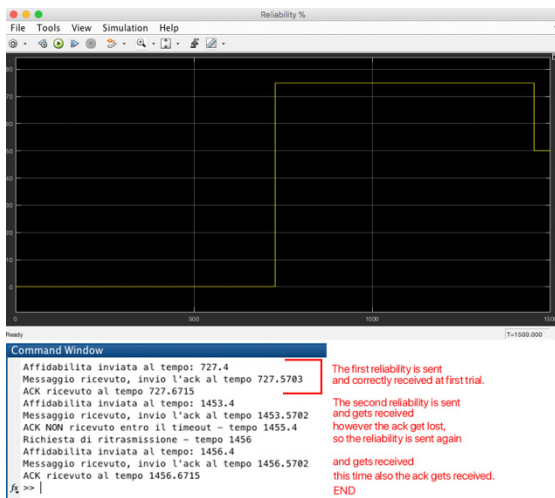 Reliability %
File Tools View Simulation Help
80
70
60
50
40
30
20
10
0
0 500 1000 1500
Ready T=1500.000
Command Window
Affidabilita inviata al tempo: 727.4
Messaggio ricevuto, invio l'ack al tempo 727.5703
ACK ricevuto al tempo 727.6715
Affidabilita inviata al tempo: 1453.4
Messaggio ricevuto, invio l'ack al tempo 1453.5702
ACK NON ricevuto entro il timeout - tempo 1455.4
Richiesta di ritrasmissione - tempo 1456
Affidabilita inviata al tempo: 1456.4
Messaggio ricevuto, invio l'ack al tempo 1456.5702
ACK ricevuto al tempo 1456.6715
fx >>
The first reliability is sent
and correctly received at first trial.
The second reliability is sent
and gets received
however the ack get lost,
so the reliability is sent again
and gets received
this time also the ack gets received.
END